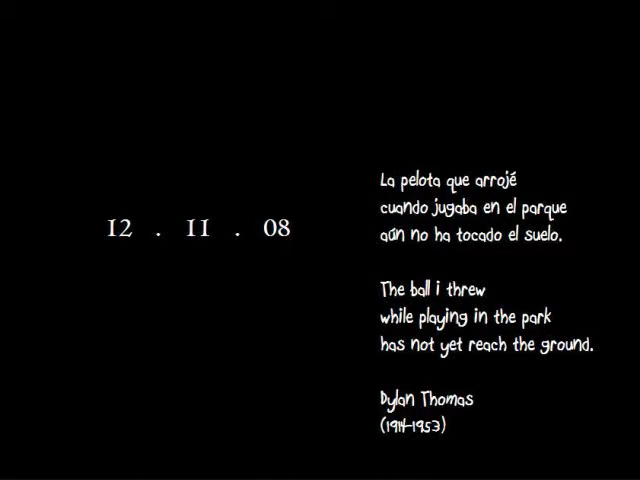 12 . 11 . 08
La pelota que arrojé
cuando jugaba en el parque
aún no ha tocado el suelo.
The ball i threw
while playing in the park
has not yet reach the ground.
Dylan Thomas
(1914-1953)